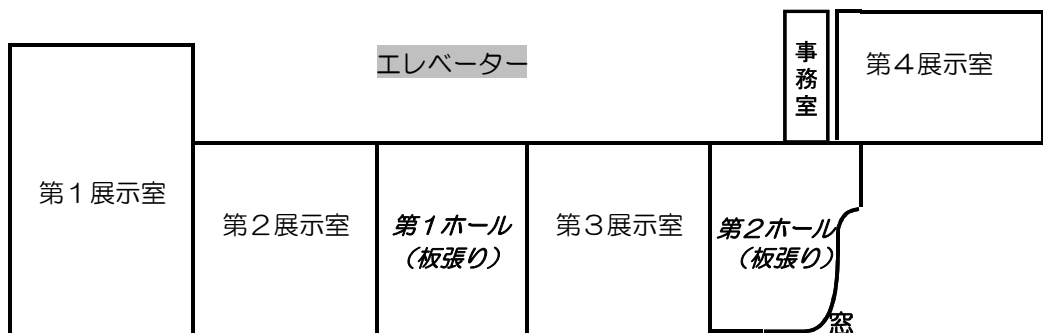 エレベーター
事務室
第4展示室
第1展示室
第2展示室
第1ホール
（板張り）
第3展示室
第2ホール
（板張り）
窓